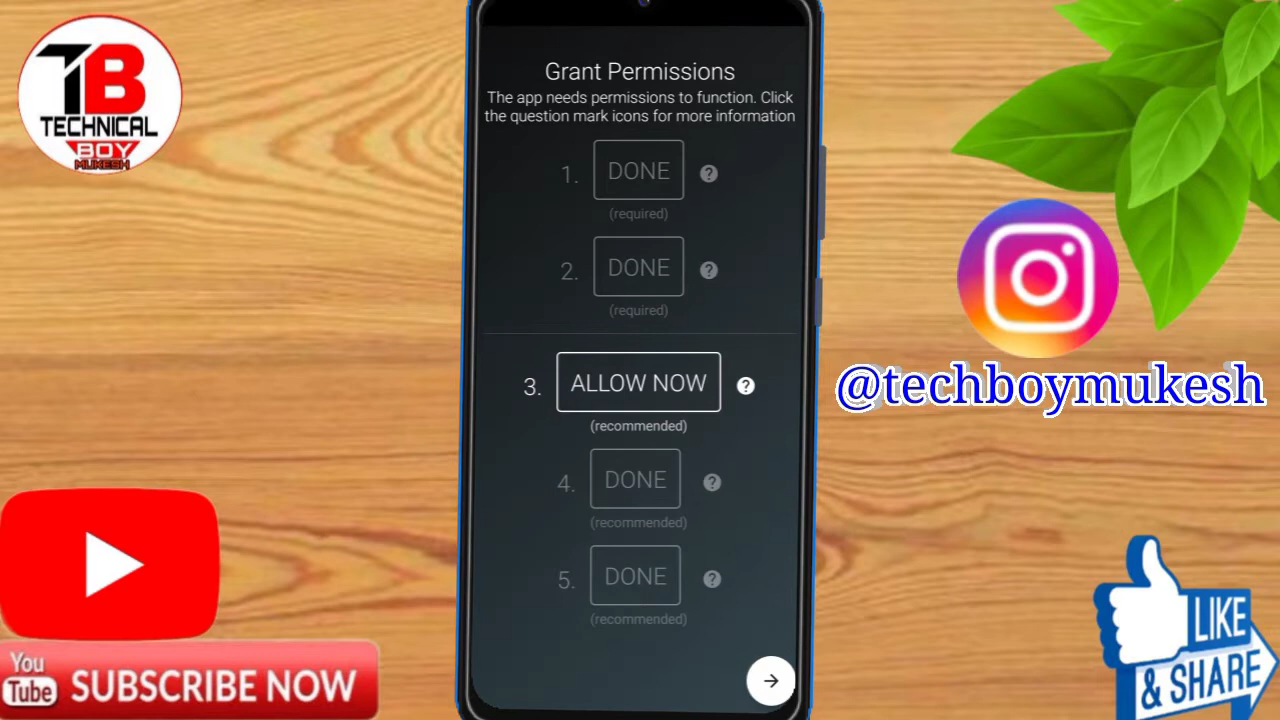 TB
TECHNICAL
BOY
MUKESH
Grant Permissions
The app needs permissions to function. Click
the question mark icons for more information
1. DONE ?
(required)
2. DONE ?
(required)
3. ALLOW NOW ?
(recommended)
4. DONE ?
(recommended)
5. DONE ?
(recommended)
@techboymukesh
You
Tube
SUBSCRIBE NOW
LIKE
& SHARE